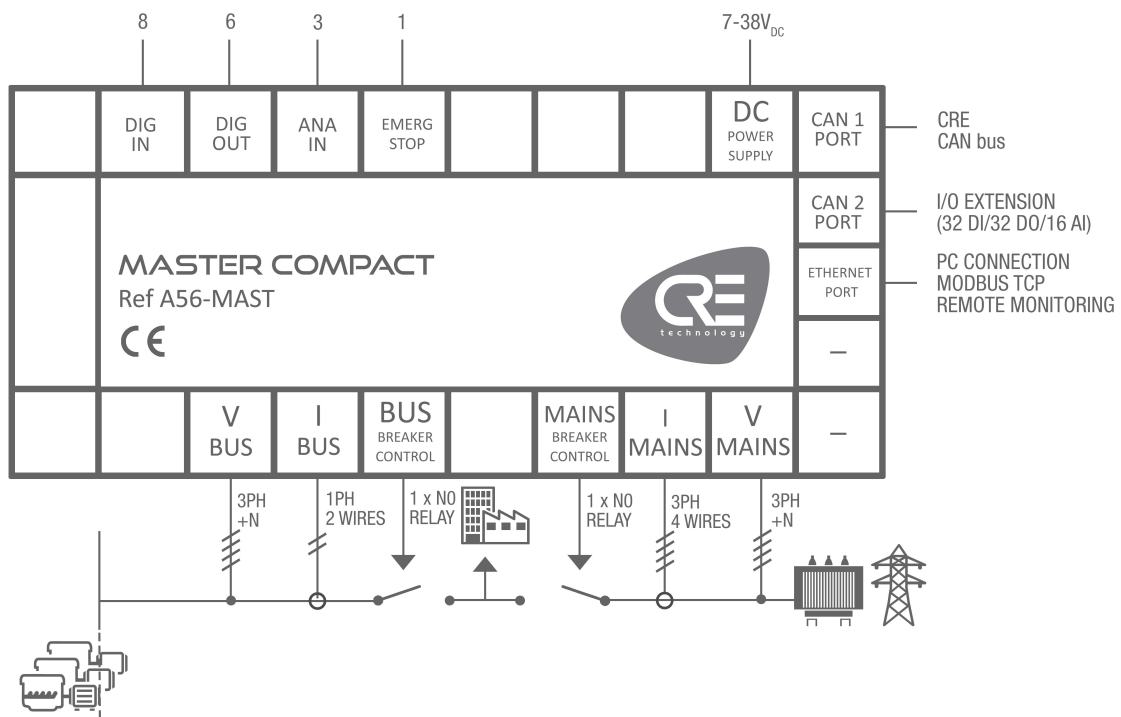 8
6
3
1
7-38VDC
DIG
IN
DIG
OUT
ANA
IN
EMERG
STOP
DC
POWER
SUPPLY
CAN 1
PORT
CRE
CAN bus
CAN 2
PORT
I/O EXTENSION
(32 DI/32 DO/16 AI)
MASTER COMPACT
Ref A56-MAST
CE
CRE
technology
ETHERNET
PORT
PC CONNECTION
MODBUS TCP
REMOTE MONITORING
–
V
BUS
I
BUS
BUS
BREAKER
CONTROL
MAINS
BREAKER
CONTROL
I
MAINS
V
MAINS
–
3PH
+N
1PH
2 WIRES
1 x NO
RELAY
1 x NO
RELAY
3PH
4 WIRES
3PH
+N